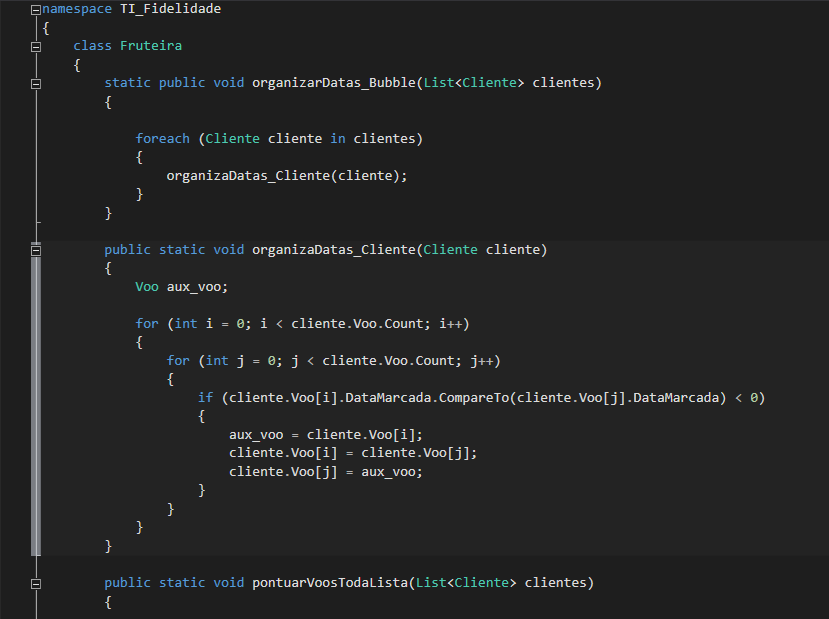 namespace TI_Fidelidade
{
class Fruteira
{
static public void organizarDatas_Bubble(List<Cliente> clientes)
{
foreach (Cliente cliente in clientes)
{
organizaDatas_Cliente(cliente);
}
}
public static void organizaDatas_Cliente(Cliente cliente)
{
Voo aux_voo;
for (int i = 0; i < cliente.Voo.Count; i++)
{
for (int j = 0; j < cliente.Voo.Count; j++)
{
if (cliente.Voo[i].DataMarcada.CompareTo(cliente.Voo[j].DataMarcada) < 0)
{
aux_voo = cliente.Voo[i];
cliente.Voo[i] = cliente.Voo[j];
cliente.Voo[j] = aux_voo;
}
}
}
}
public static void pontuarVoosTodaLista(List<Cliente> clientes)
{